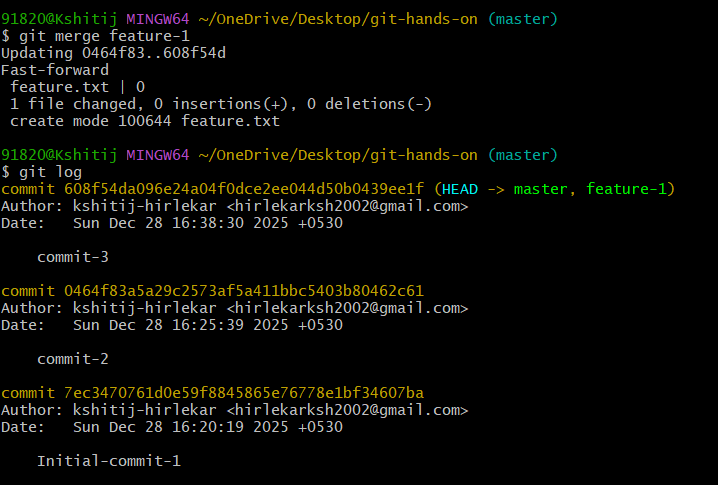 91820@Kshitij MINGW64 ~/OneDrive/Desktop/git-hands-on (master)
$ git merge feature-1
Updating 0464f83..608f54d
Fast-forward
 feature.txt | 0
 1 file changed, 0 insertions(+), 0 deletions(-)
 create mode 100644 feature.txt

91820@Kshitij MINGW64 ~/OneDrive/Desktop/git-hands-on (master)
$ git log
commit 608f54da096e24a04f0dce2ee044d50b0439ee1f (HEAD -> master, feature-1)
Author: kshitij-hirlekar <hirlekarksh2002@gmail.com>
Date:   Sun Dec 28 16:38:30 2025 +0530

    commit-3

commit 0464f83a5a29c2573af5a411bbc5403b80462c61
Author: kshitij-hirlekar <hirlekarksh2002@gmail.com>
Date:   Sun Dec 28 16:25:39 2025 +0530

    commit-2

commit 7ec3470761d0e59f8845865e76778e1bf34607ba
Author: kshitij-hirlekar <hirlekarksh2002@gmail.com>
Date:   Sun Dec 28 16:20:19 2025 +0530

    Initial-commit-1